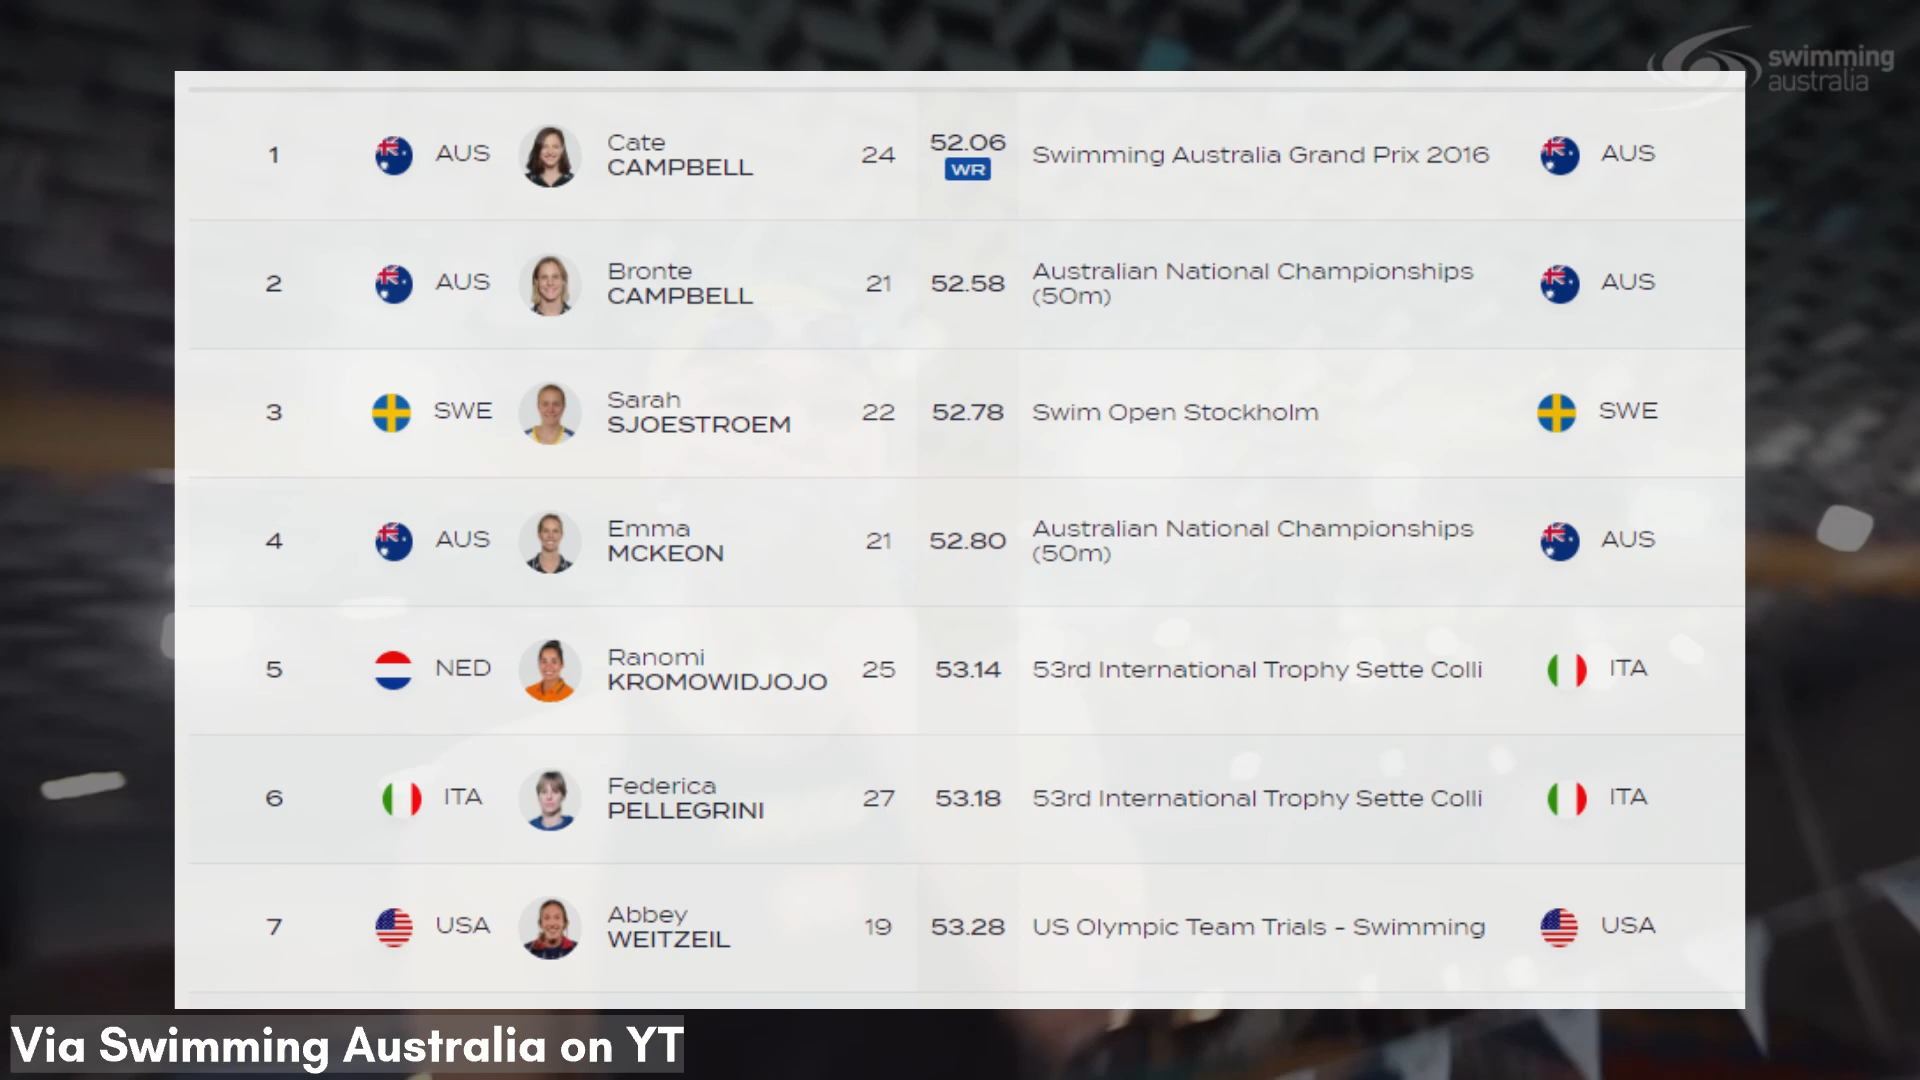 swimming
australia
1 AUS Cate CAMPBELL 24 52.06 WR Swimming Australia Grand Prix 2016 AUS
2 AUS Bronte CAMPBELL 21 52.58 Australian National Championships (50m) AUS
3 SWE Sarah SJOESTROEM 22 52.78 Swim Open Stockholm SWE
4 AUS Emma MCKEON 21 52.80 Australian National Championships (50m) AUS
5 NED Ranomi KROMOWIDJOJO 25 53.14 53rd International Trophy Sette Colli ITA
6 ITA Federica PELLEGRINI 27 53.18 53rd International Trophy Sette Colli ITA
7 USA Abbey WEITZEIL 19 53.28 US Olympic Team Trials - Swimming USA
Via Swimming Australia on YT